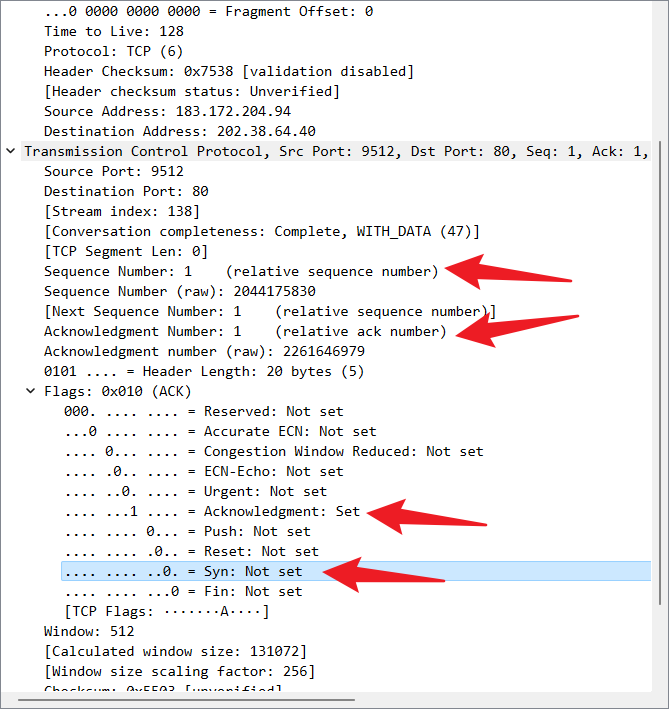 ...0 0000 0000 0000 = Fragment Offset: 0
Time to Live: 128
Protocol: TCP (6)
Header Checksum: 0x7538 [validation disabled]
[Header checksum status: Unverified]
Source Address: 183.172.204.94
Destination Address: 202.38.64.40
Transmission Control Protocol, Src Port: 9512, Dst Port: 80, Seq: 1, Ack: 1,
Source Port: 9512
Destination Port: 80
[Stream index: 138]
[Conversation completeness: Complete, WITH_DATA (47)]
[TCP Segment Len: 0]
Sequence Number: 1    (relative sequence number)
Sequence Number (raw): 2044175830
[Next Sequence Number: 1    (relative sequence number)]
Acknowledgment Number: 1    (relative ack number)
Acknowledgment number (raw): 2261646979
0101 .... = Header Length: 20 bytes (5)
Flags: 0x010 (ACK)
000. .... .... = Reserved: Not set
...0 .... .... = Accurate ECN: Not set
.... 0... .... = Congestion Window Reduced: Not set
.... .0.. .... = ECN-Echo: Not set
.... ..0. .... = Urgent: Not set
.... ...1 .... = Acknowledgment: Set
.... .... 0... = Push: Not set
.... .... .0.. = Reset: Not set
.... .... ..0. = Syn: Not set
.... .... ...0 = Fin: Not set
[TCP Flags: ·······A····]
Window: 512
[Calculated window size: 131072]
[Window size scaling factor: 256]
Checksum: 0x5503 [unverified]